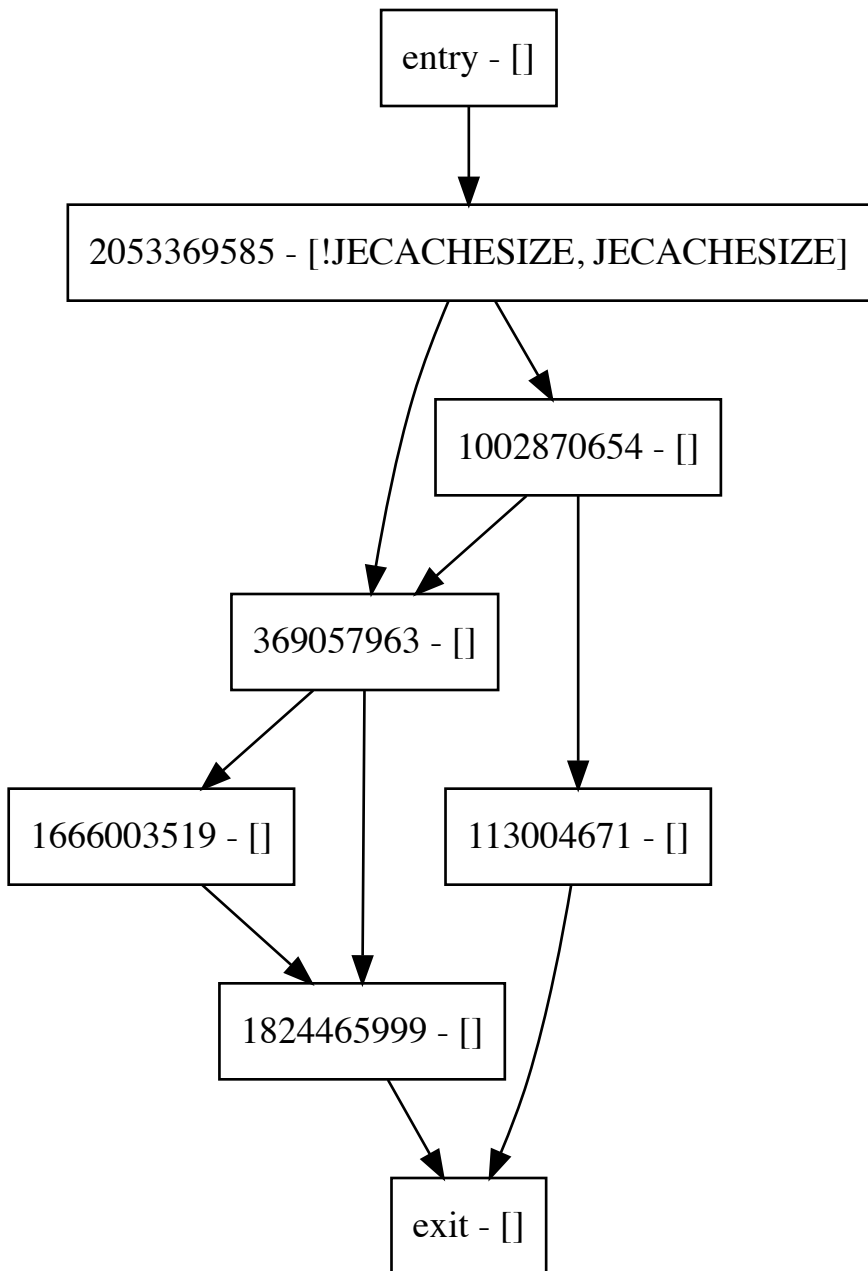 entry - []
2053369585 - [!JECACHESIZE, JECACHESIZE]
1002870654 - []
369057963 - []
1666003519 - []
113004671 - []
1824465999 - []
exit - []